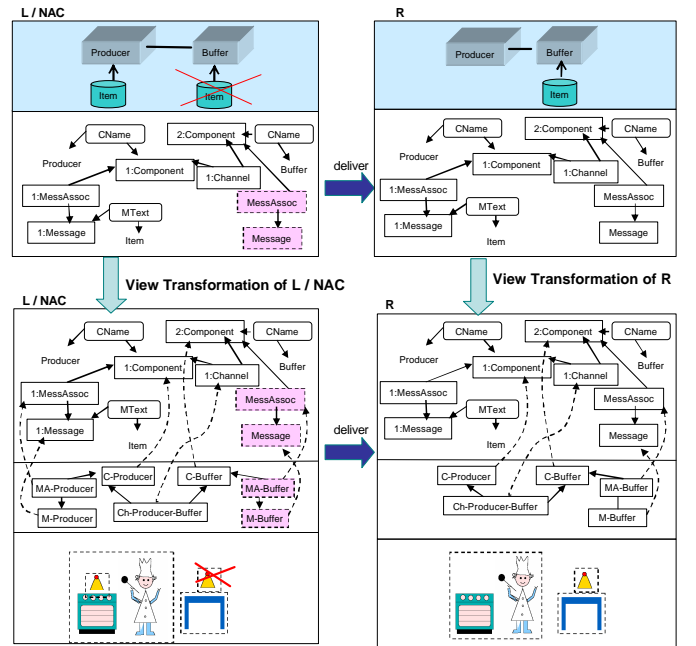 L / NAC
R
Producer
Buffer
Item
Item
Producer
Buffer
Item
CName
2:Component
CName
Producer
1:Component
Buffer
1:Channel
1:MessAssoc
MessAssoc
MText
1:Message
Message
Item
deliver
CName
2:Component
CName
Producer
1:Component
Buffer
1:Channel
1:MessAssoc
MessAssoc
MText
1:Message
Message
Item
View Transformation of L / NAC
View Transformation of R
L / NAC
R
CName
2:Component
CName
Producer
1:Component
Buffer
1:Channel
1:MessAssoc
MessAssoc
MText
1:Message
Message
Item
deliver
C-Producer
C-Buffer
MA-Producer
MA-Buffer
Ch-Producer-Buffer
M-Producer
M-Buffer
CName
2:Component
CName
Producer
1:Component
Buffer
1:Channel
1:MessAssoc
MessAssoc
MText
1:Message
Message
Item
C-Producer
C-Buffer
MA-Buffer
Ch-Producer-Buffer
M-Buffer